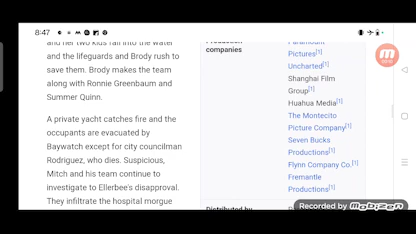 8:47
and her two kids fall into the water
and the lifeguards and Brody rush to
save them. Brody makes the team
along with Ronnie Greenbaum and
Summer Quinn.
A private yacht catches fire and the
occupants are evacuated by
Baywatch except for city councilman
Rodriguez, who dies. Suspicious,
Mitch and his team continue to
investigate to Ellerbee's disapproval.
They infiltrate the hospital morgue
Production
companies
Paramount
Pictures[1]
Uncharted[1]
Shanghai Film
Group[1]
Huahua Media[1]
The Montecito
Picture Company[1]
Seven Bucks
Productions[1]
Flynn Company Co.[1]
Fremantle
Productions[1]
Distributed by
Recorded by
MOBIZEN